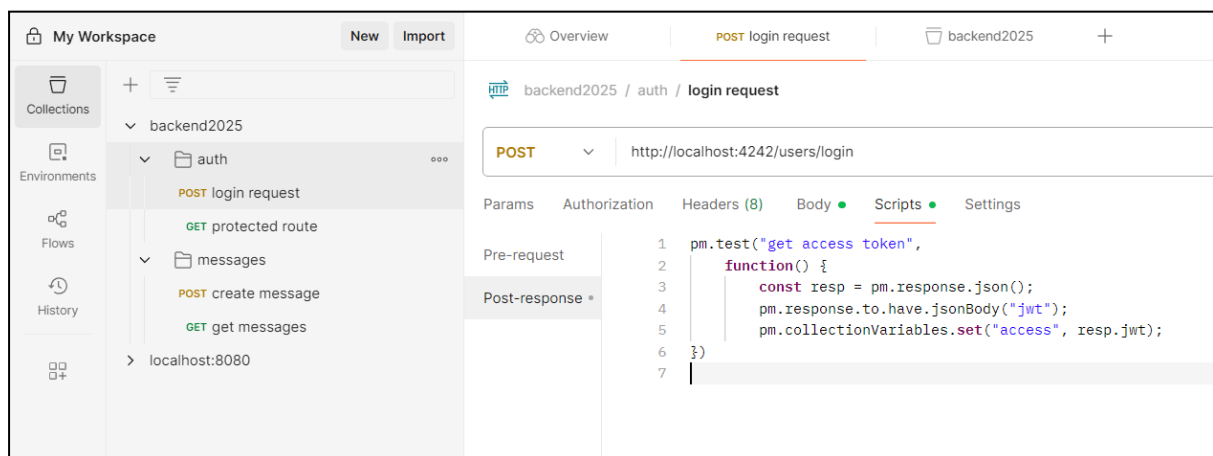 My Workspace
New
Import
Overview
POST login request
backend2025
Collections
Environments
Flows
History
backend2025
auth
POST login request
GET protected route
messages
POST create message
GET get messages
localhost:8080
HTTP backend2025 / auth / login request
POST http://localhost:4242/users/login
Params Authorization Headers (8) Body Scripts Settings
Pre-request
Post-response
1 pm.test("get access token",
2 function() {
3 const resp = pm.response.json();
4 pm.response.to.have.jsonBody("jwt");
5 pm.collectionVariables.set("access", resp.jwt);
6 })
7